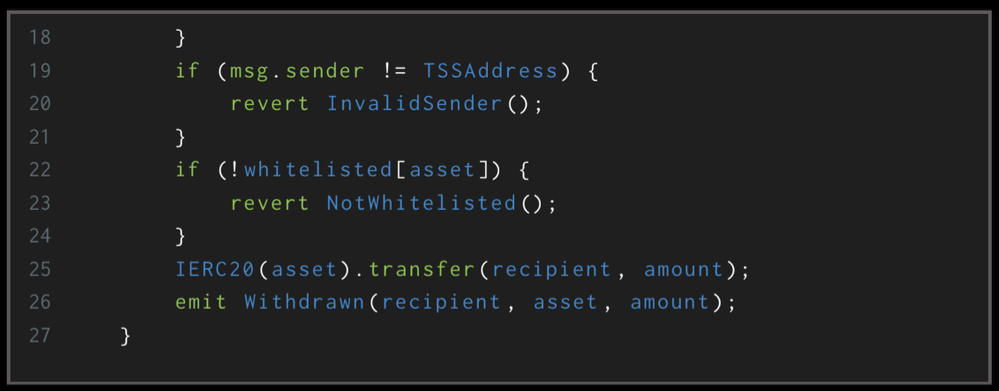 18 }
19 if (msg.sender != TSSAddress) {
20 revert InvalidSender();
21 }
22 if (!whitelisted[asset]) {
23 revert NotWhitelisted();
24 }
25 IERC20(asset).transfer(recipient, amount);
26 emit Withdrawn(recipient, asset, amount);
27 }